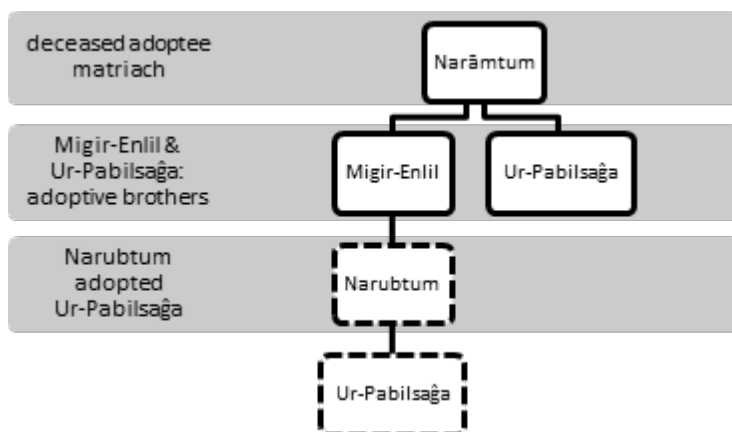 deceased adoptee
matriach
Narāmtum
Migir-Enlil &
Ur-Pabilsaĝa:
adoptive brothers
Migir-Enlil
Ur-Pabilsaĝa
Narubtum
adopted
Ur-Pabilsaĝa
Narubtum
Ur-Pabilsaĝa